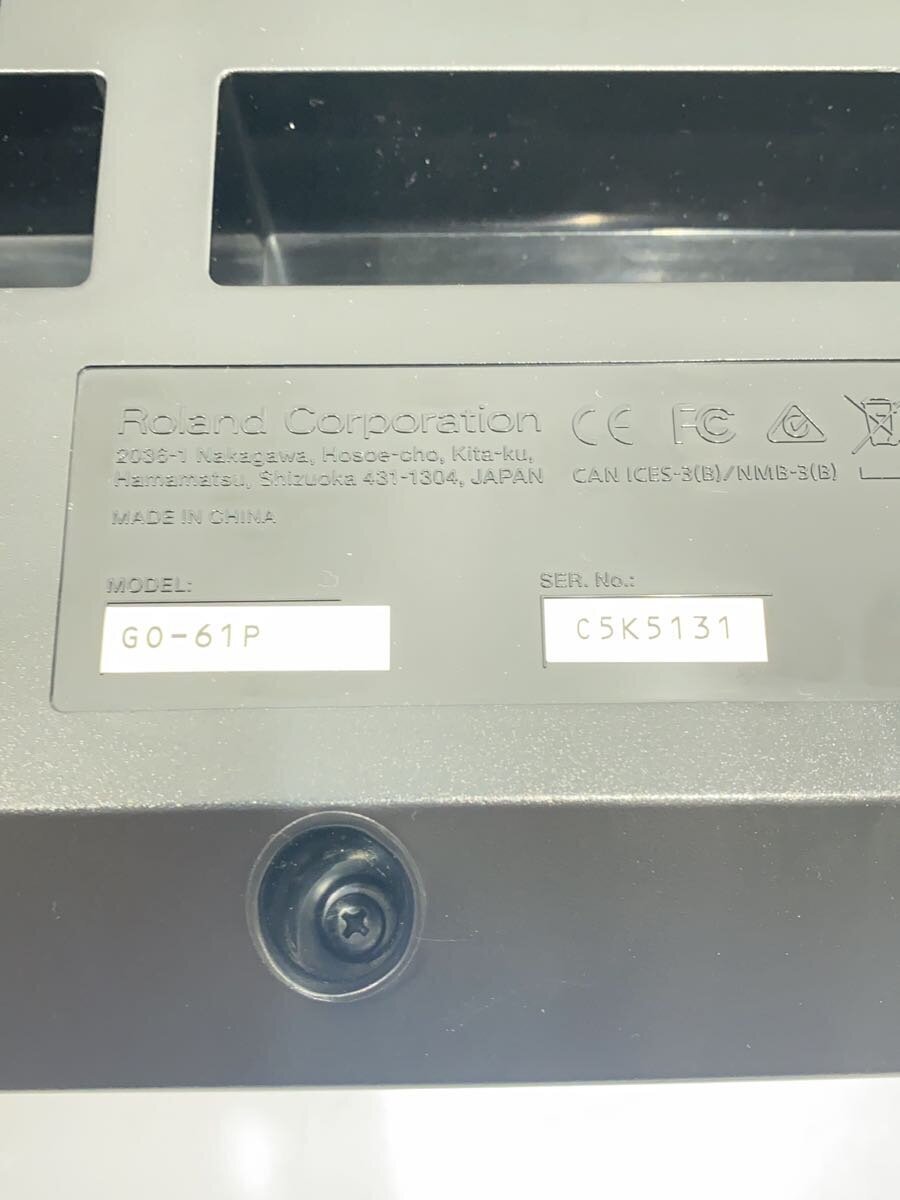 Roland Corporation
2036-1 Nakagawa, Hosoe-cho, Kita-ku,
Hamamatsu, Shizuoka 431-1304, JAPAN
MADE IN CHINA
CE FC
CAN ICES-3(B)/NMB-3(B)
MODEL:
GO-61P
SER. No.:
C5K5131